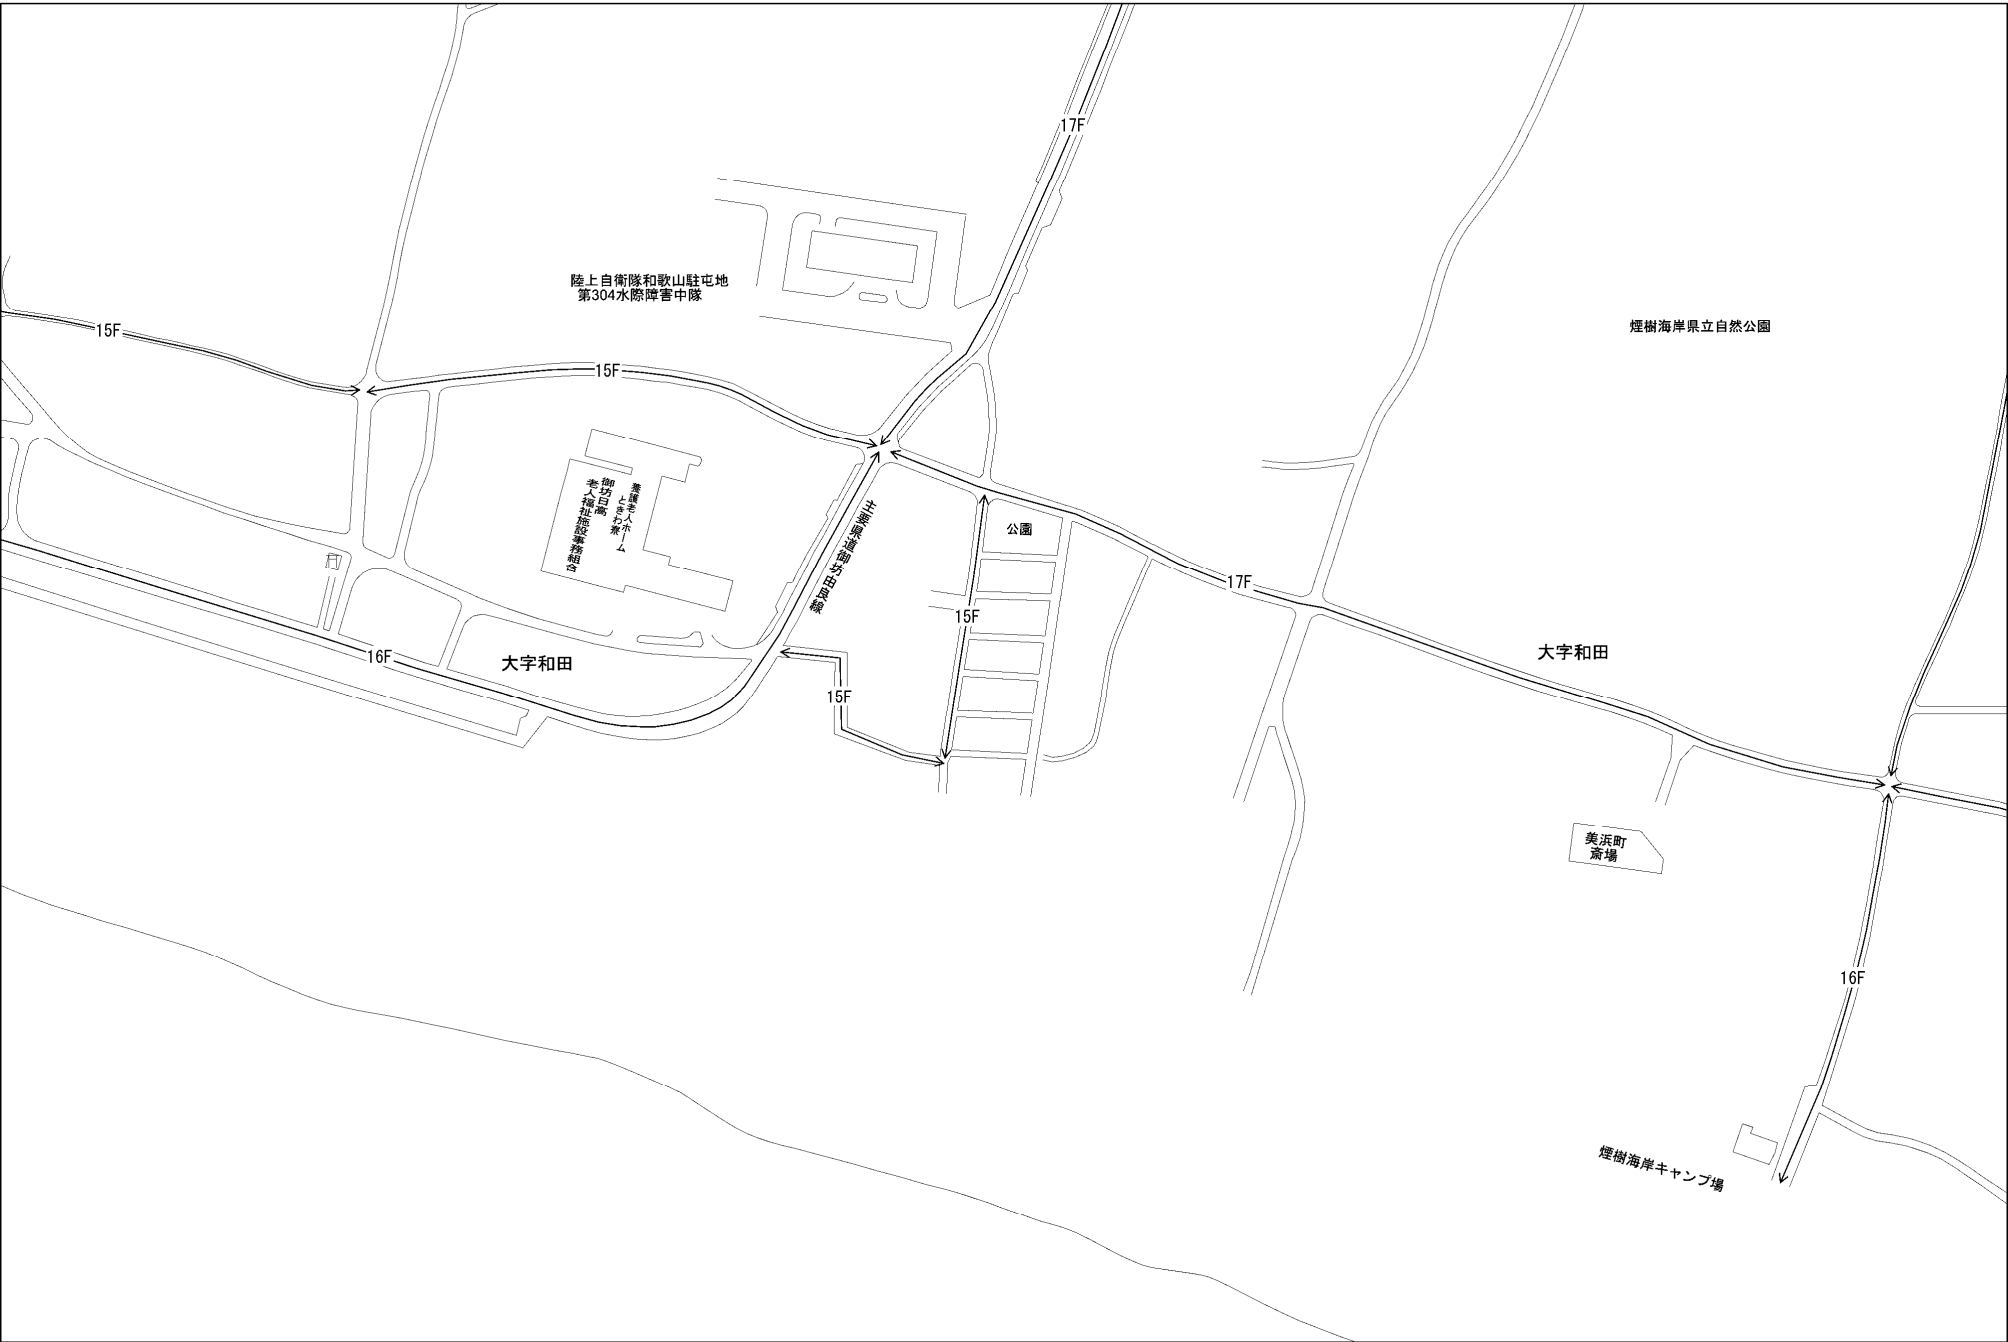 17F
陸上自衛隊和歌山駐屯地
第304水際障害中隊
煙樹海岸県立自然公園
15F
15F
養護老人ホーム
ときわ寮
御坊日高
老人福祉施設事務組合
主要県道御坊由良線
公園
17F
15F
16F
大字和田
大字和田
15F
美浜町
斎場
16F
煙樹海岸キャンプ場